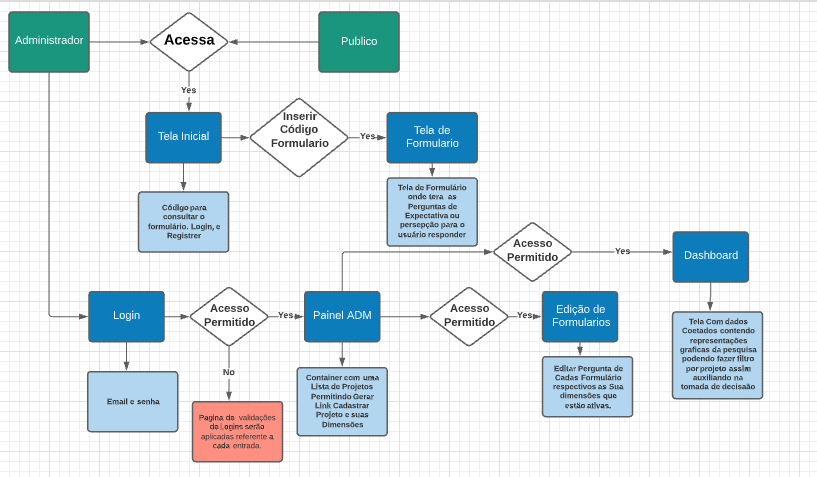 Administrador
Acessa
Publico
Yes
Tela Inicial
Inserir
Código
Formulario
Yes
Tela de
Formulario
Código para
consultar o
formulário. Login, e
Registrer
Tela de Formulário
onde tera as
Perguntas de
Expectativa ou
persepção para o
usuário responder
Acesso
Permitido
Yes
Dashboard
Login
Acesso
Permitido
Yes
Painel ADM
Acesso
Permitido
Yes
Edição de
Formularios
No
Email e senha
Pagina de validações
de Logins serão
aplicadas referente a
cada entrada.
Container com uma
Lista de Projetos
Permitindo Gerar
Link Cadastrar
Projeto e suas
Dimensões
Editar Pergunta de
Cadas Formulário
respectivos as Sua
dimensões que
estão ativas.
Tela Com dados
Coetados contendo
representações
graficas da pesquisa
podendo fazer filtro
por projeto assim
auxiliando na
tomada de decisão